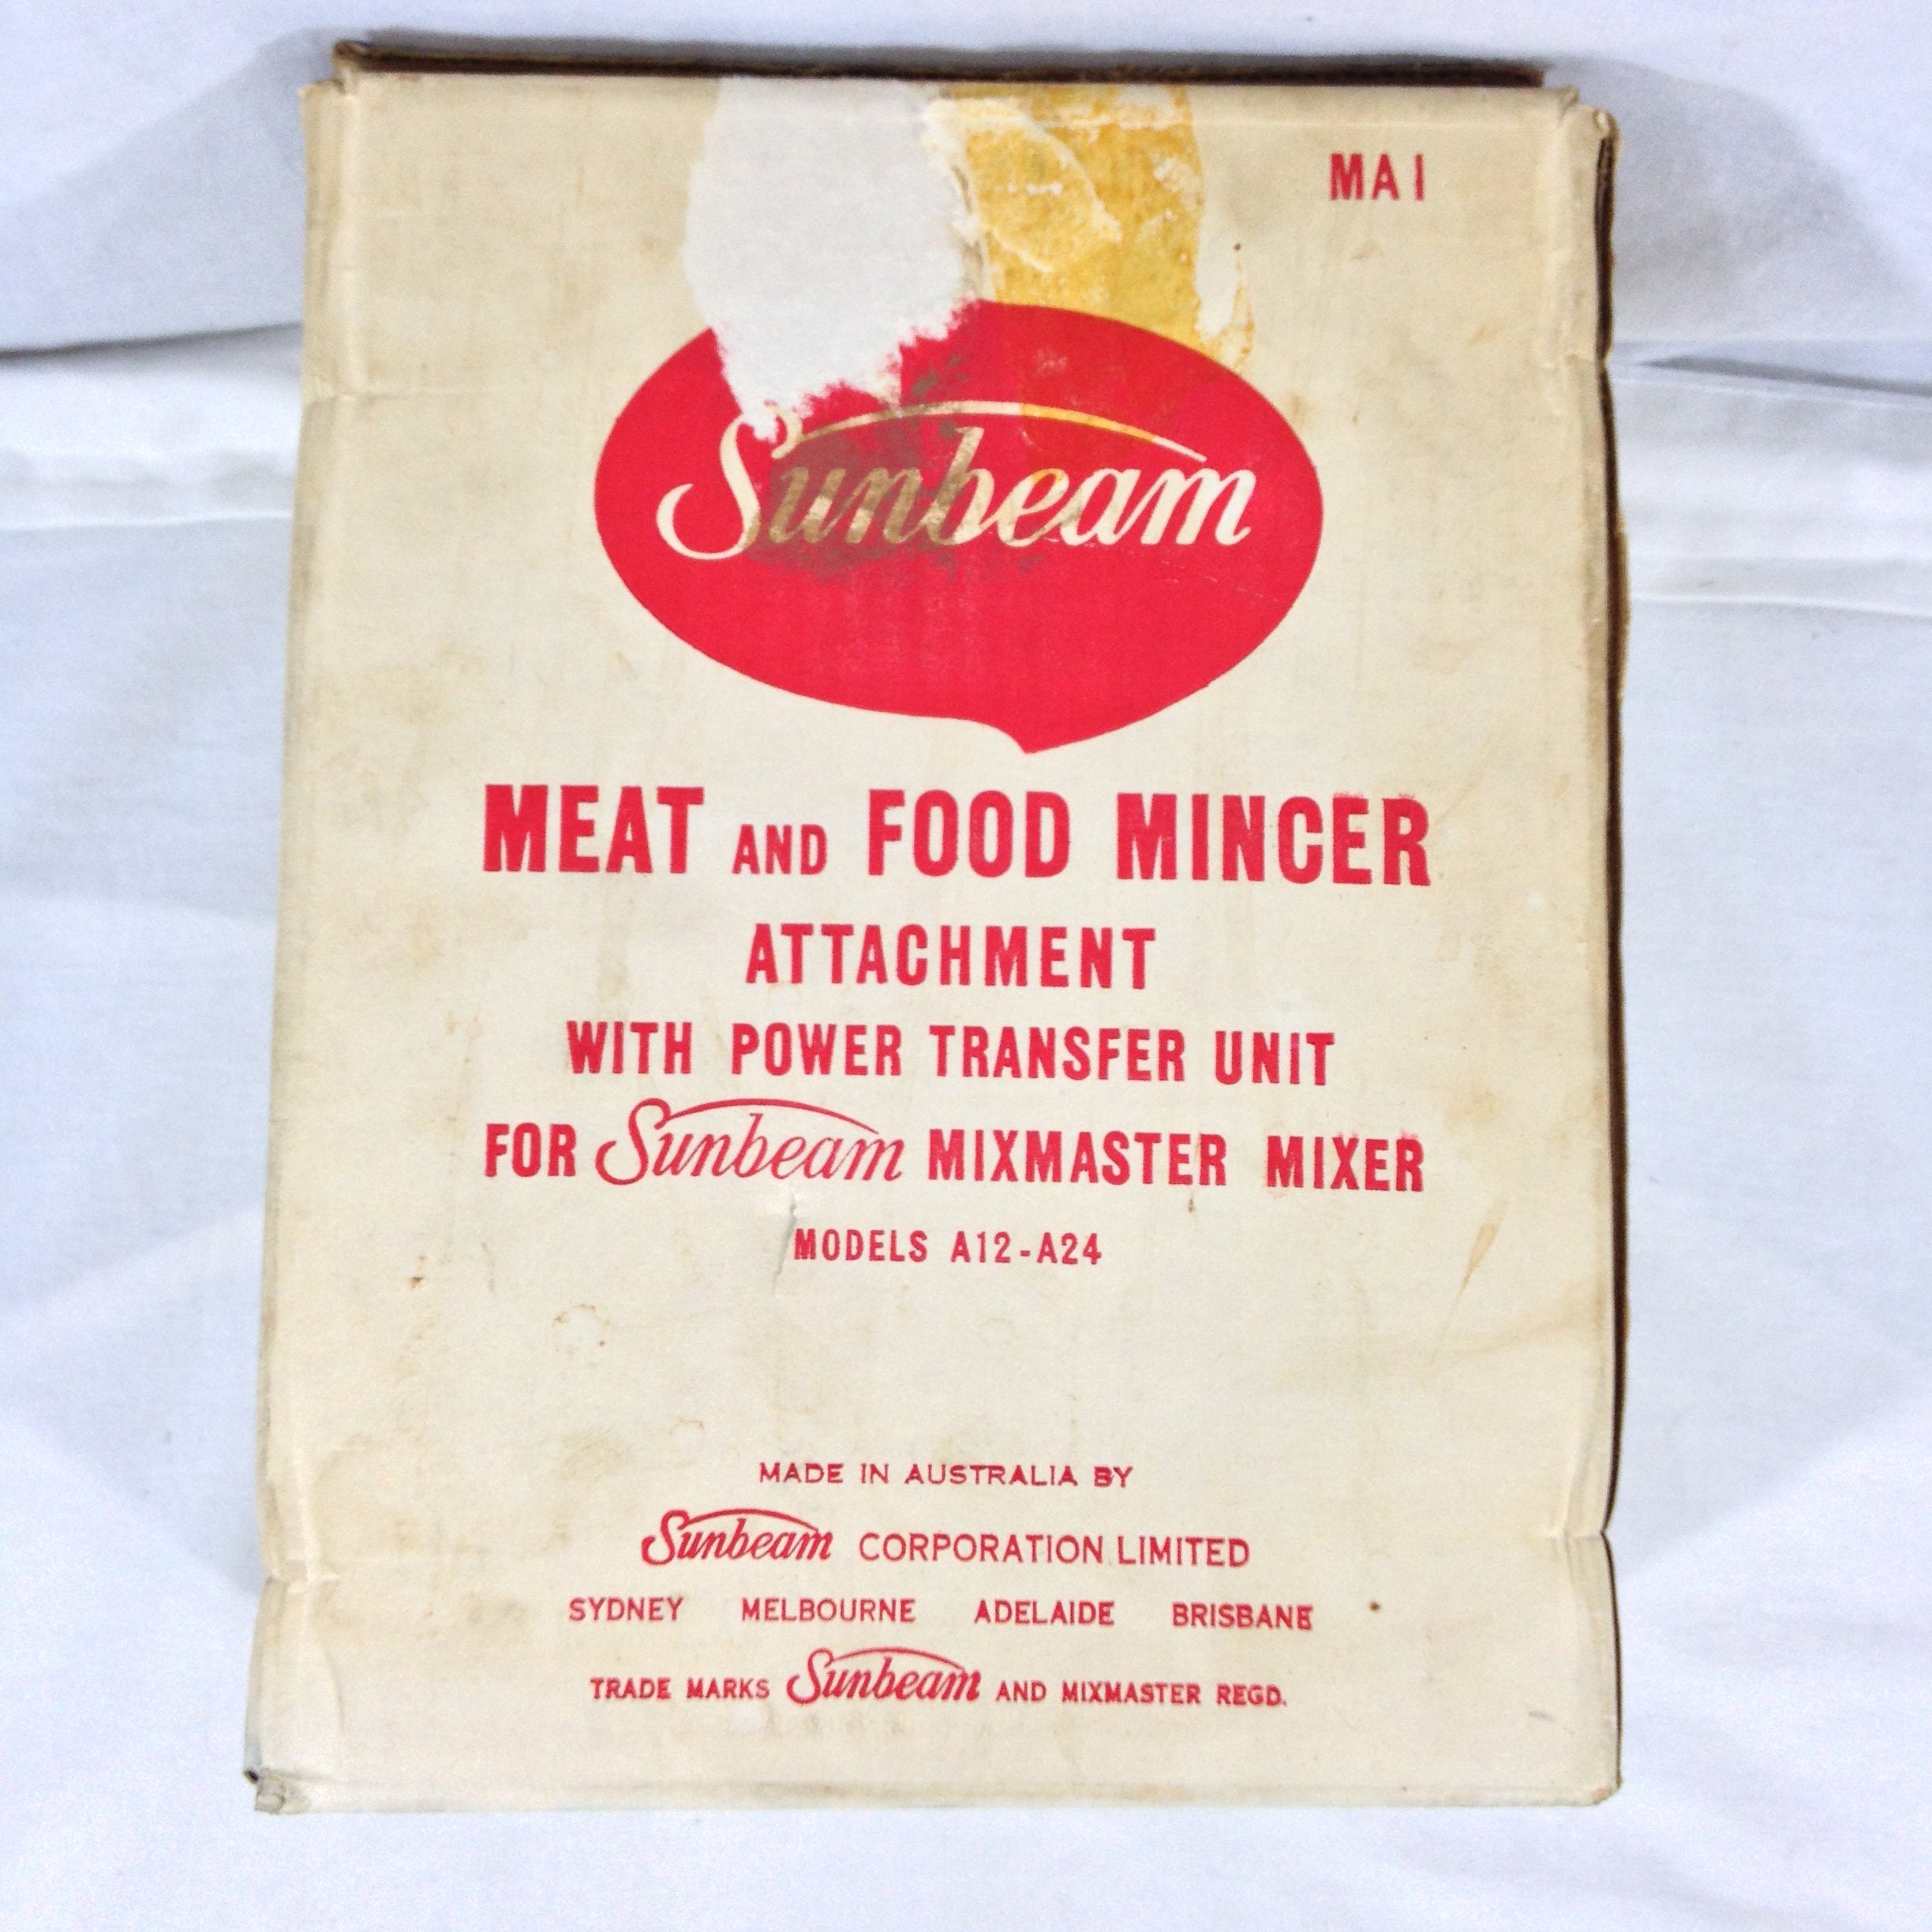 MA1
Sunbeam
MEAT AND FOOD MINCER
ATTACHMENT
WITH POWER TRANSFER UNIT
FOR Sunbeam MIXMASTER MIXER
MODELS A12-A24
MADE IN AUSTRALIA BY
Sunbeam CORPORATION LIMITED
SYDNEY MELBOURNE ADELAIDE BRISBANE
TRADE MARKS Sunbeam AND MIXMASTER REGD.